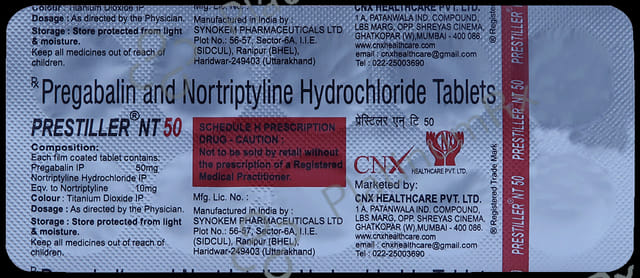 Colour : Titanium Dioxide IP
Dosage : As directed by the Physician.
Storage : Store protected from light
& moisture.
Keep all medicines out of reach of
children.
Manufactured in India by :
SYNOKEM PHARMACEUTICALS LTD
Plot No.: 56-57, Sector-6A, I.I.E.
(SIDCUL), Ranipur (BHEL),
Haridwar-249403 (Uttarakhand)
CNX HEALTHCARE PVT. LTD.
1 A, PATANWALA IND. COMPOUND,
LBS MARG, OPP. SHREYAS CINEMA,
GHATKOPAR (W),MUMBAI - 400 086.
www.cnxhealthcare.com
email : cnxhealthcare@gmail.com
Tel : 022-25003690
® Registered
PRESTILLER® NT 50
Rx Pregabalin and Nortriptyline Hydrochloride Tablets
PRESTILLER® NT 50
प्रेस्टिलर एन टि 50
SCHEDULE H PRESCRIPTION
DRUG - CAUTION :
Not to be sold by retail without
the prescription of a Registered
Medical Practitioner.
CNX
CNX
HEALTHCARE PVT. LTD.
Composition:
Each film coated tablet contains:
Pregabalin IP 50mg
Nortriptyline Hydrochloride IP
Eqv. to Nortriptyline 10mg
Colour : Titanium Dioxide IP
Dosage : As directed by the Physician.
Storage : Store protected from light
& moisture.
Keep all medicines out of reach of
children.
Mfg. Lic. No. :
Manufactured in India by :
SYNOKEM PHARMACEUTICALS LTD
Plot No.: 56-57, Sector-6A, I.I.E.
(SIDCUL), Ranipur (BHEL),
Haridwar-249403 (Uttarakhand)
Marketed by:
CNX HEALTHCARE PVT. LTD.
1 A, PATANWALA IND. COMPOUND,
LBS MARG, OPP. SHREYAS CINEMA,
GHATKOPAR (W),MUMBAI - 400 086.
www.cnxhealthcare.com
email : cnxhealthcare@gmail.com
Tel : 022-25003690
® Registered Trade Mark
PRESTILLER® NT 50
Pregabalin and Nortriptyline Hydrochloride Tablets